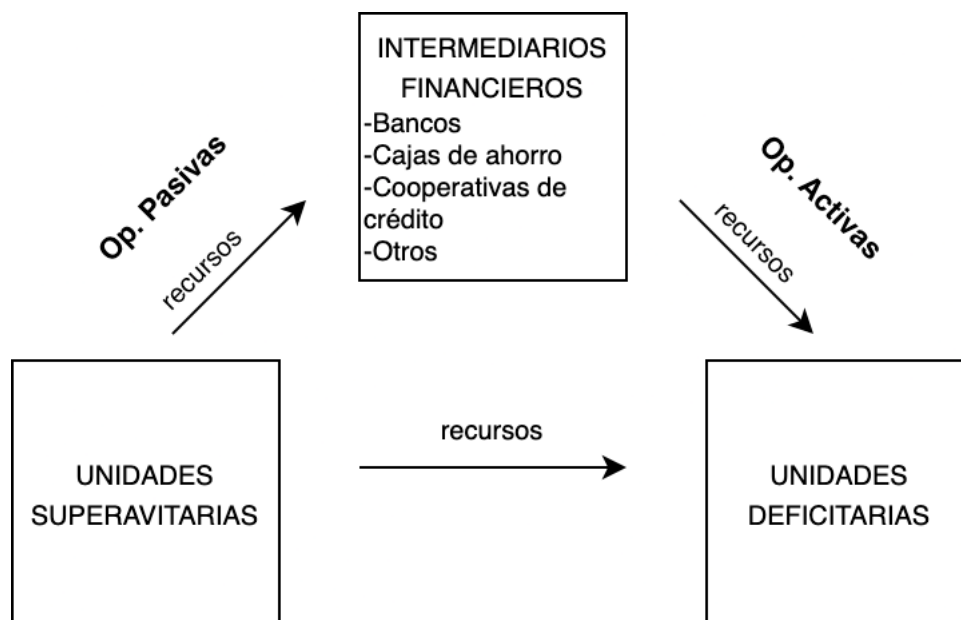 INTERMEDIARIOS
FINANCIEROS
-Bancos
-Cajas de ahorro
-Cooperativas de
crédito
-Otros
Op. Pasivas
recursos
Op. Activas
recursos
recursos
UNIDADES
SUPERAVITARIAS
UNIDADES
DEFICITARIAS